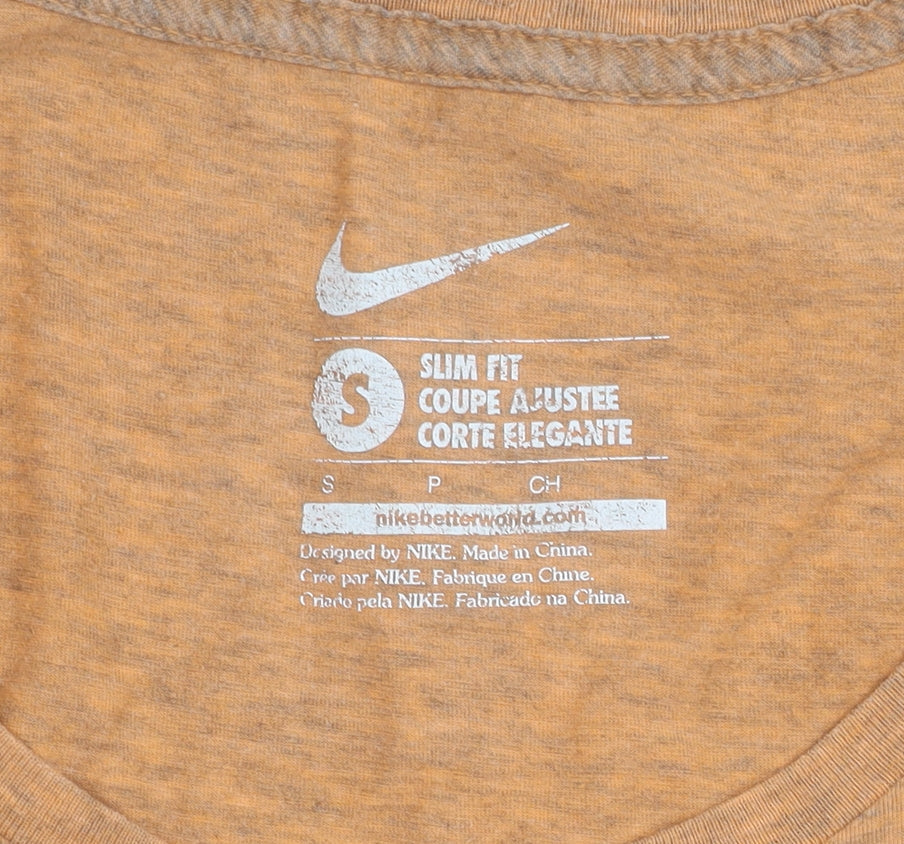 S
SLIM FIT
COUPE AJUSTEE
CORTE ELEGANTE
S P CH
nikebetterworld.com
Designed by NIKE. Made in China.
Créé par NIKE. Fabrique en Chine.
Criado pela NIKE. Fabricado na China.